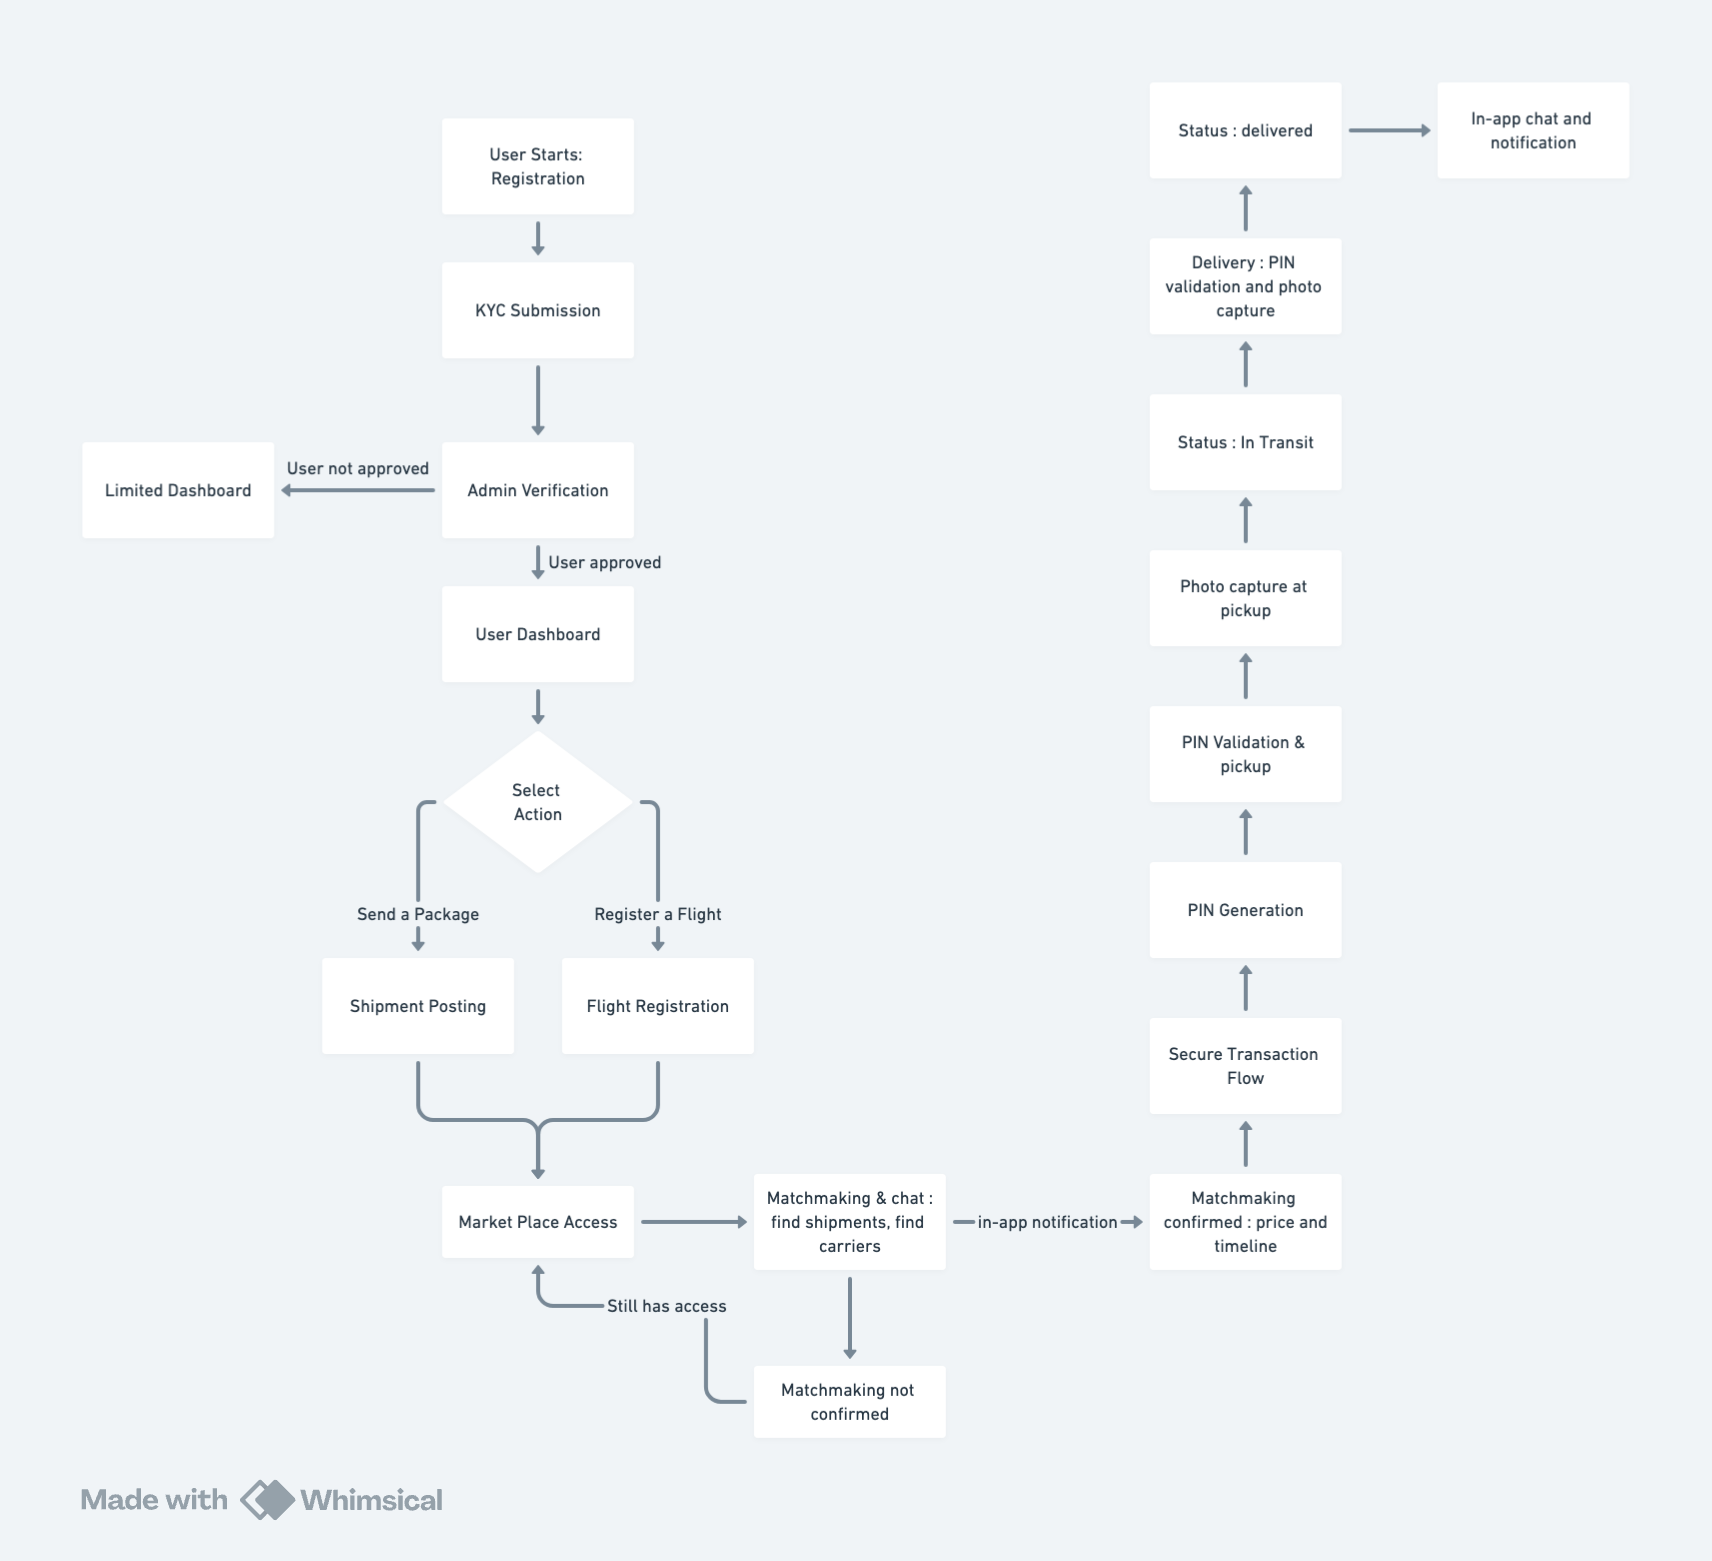 User Starts:
Registration
KYC Submission
User not approved
Limited Dashboard
Admin Verification
User approved
User Dashboard
Select
Action
Send a Package
Register a Flight
Shipment Posting
Flight Registration
Market Place Access
Matchmaking & chat :
find shipments, find
carriers
in-app notification
Still has access
Matchmaking not
confirmed
Matchmaking
confirmed : price and
timeline
Secure Transaction
Flow
PIN Generation
PIN Validation &
pickup
Photo capture at
pickup
Status : In Transit
Delivery : PIN
validation and photo
capture
Status : delivered
In-app chat and
notification
Made with Whimsical